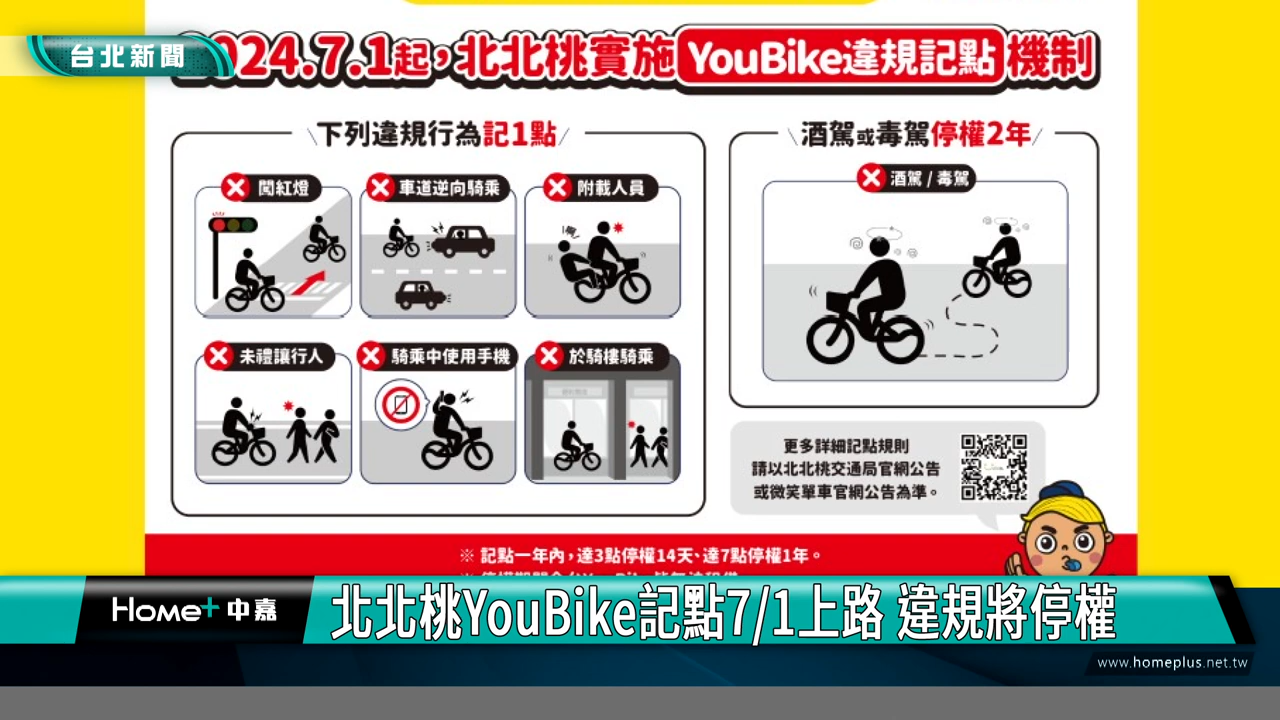 台北新聞
2024.7.1起，北北桃實施YouBike違規記點機制
下列違規行為記1點
闖紅燈
車道逆向騎乘
附載人員
未禮讓行人
騎乘中使用手機
於騎樓騎乘
酒駕或毒駕停權2年
酒駕 / 毒駕
更多詳細記點規則
請以北北桃交通局官網公告
或微笑單車官網公告為準。
※ 記點一年內，達3點停權14天、達7點停權1年。
Home+ 中嘉
北北桃YouBike記點7/1上路 違規將停權
www.homeplus.net.tw